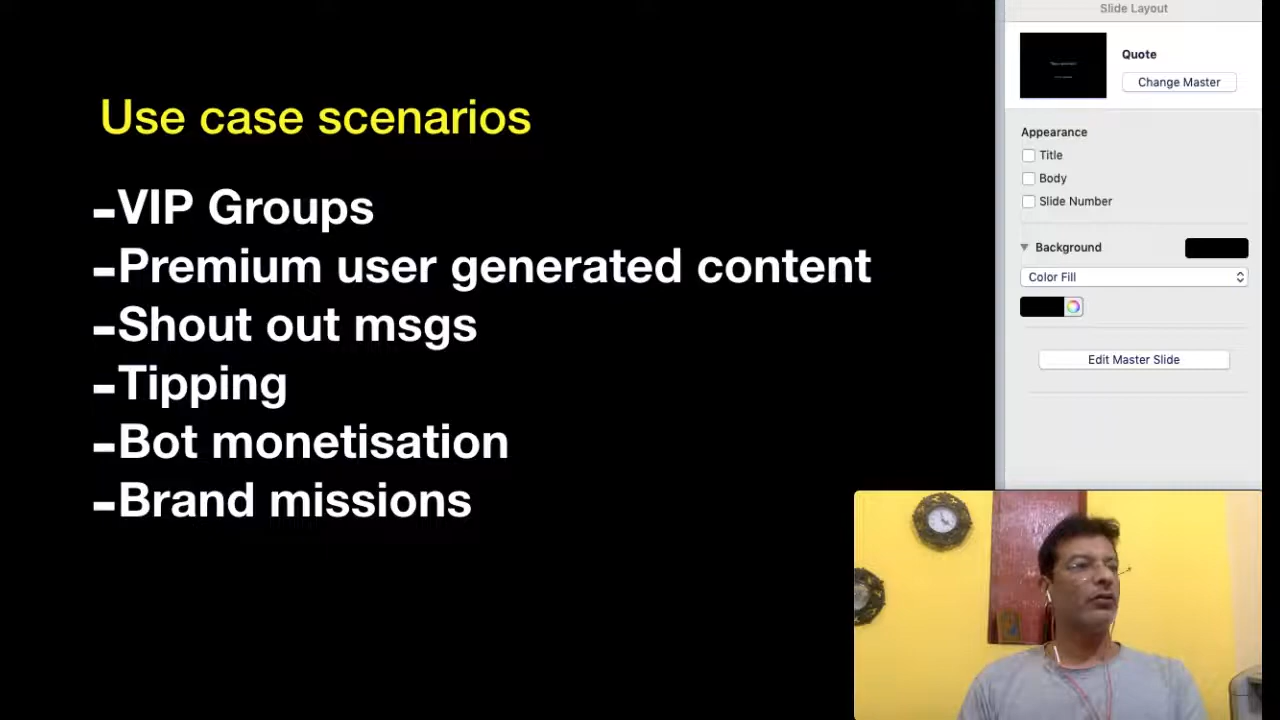 Use case scenarios
-VIP Groups
-Premium user generated content
-Shout out msgs
-Tipping
-Bot monetisation
-Brand missions
Slide Layout
Quote
Change Master
Appearance
Title
Body
Slide Number
Background
Color Fill
Edit Master Slide